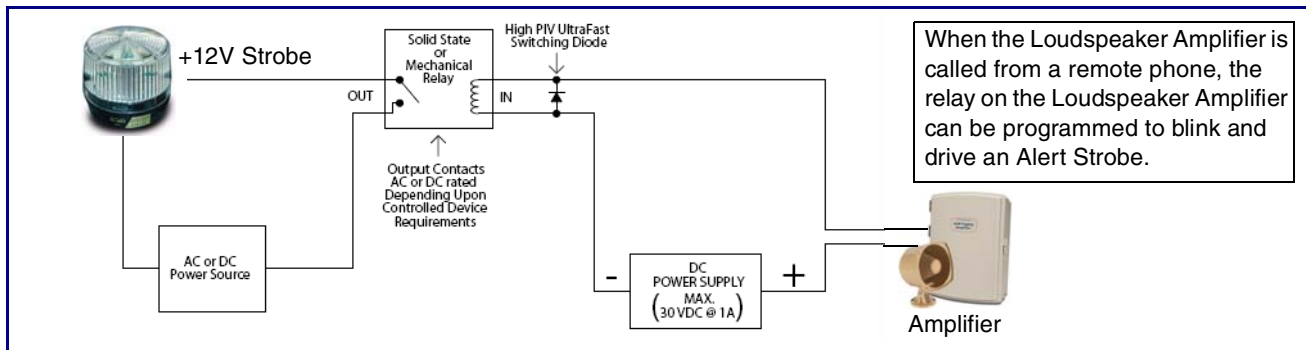 +12V Strobe
OUT
Solid State
or
Mechanical
Relay
IN
High PIV UltraFast
Switching Diode
Output Contacts
AC or DC rated
Depending Upon
Controlled Device
Requirements
AC or DC
Power Source
-
DC
POWER SUPPLY
MAX.
(30 VDC @ 1A)
+
When the Loudspeaker Amplifier is
called from a remote phone, the
relay on the Loudspeaker Amplifier
can be programmed to blink and
drive an Alert Strobe.
Amplifier